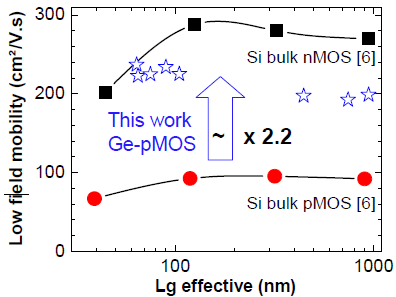 Low field mobility (cm²/V.s)
300
200
100
0
Si bulk nMOS [6]
This work
Ge-pMOS
~ x 2.2
Si bulk pMOS [6]
100
1000
Lg effective (nm)